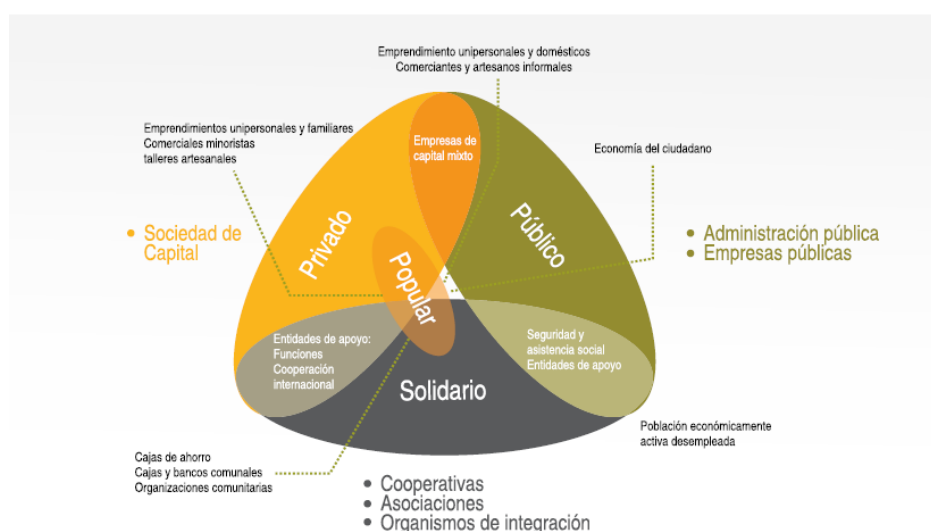 Emprendimiento unipersonales y domésticos
Comerciantes y artesanos informales
Emprendimientos unipersonales y familiares
Comerciales minoristas
talleres artesanales
Empresas de
capital mixto
Economía del ciudadano
• Sociedad de
Capital
Privado
Público
• Administración pública
• Empresas públicas
Popular
Entidades de apoyo:
Funciones
Cooperación
internacional
Seguridad y
asistencia social
Entidades de apoyo
Solidario
Población económicamente
activa desempleada
Cajas de ahorro
Cajas y bancos comunales
Organizaciones comunitarias
• Cooperativas
• Asociaciones
• Organismos de integración